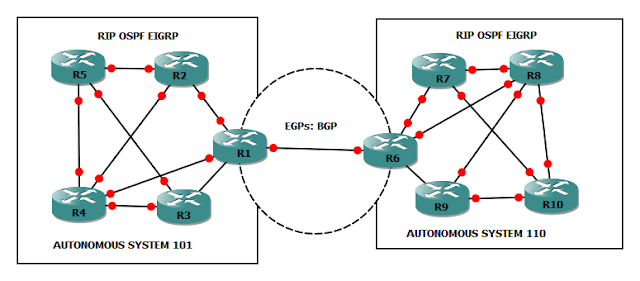 RIP OSPF EIGRP
R5
R2
R1
R4
R3
AUTONOMOUS SYSTEM 101
EGPs: BGP
RIP OSPF EIGRP
R7
R8
R6
R9
R10
AUTONOMOUS SYSTEM 110